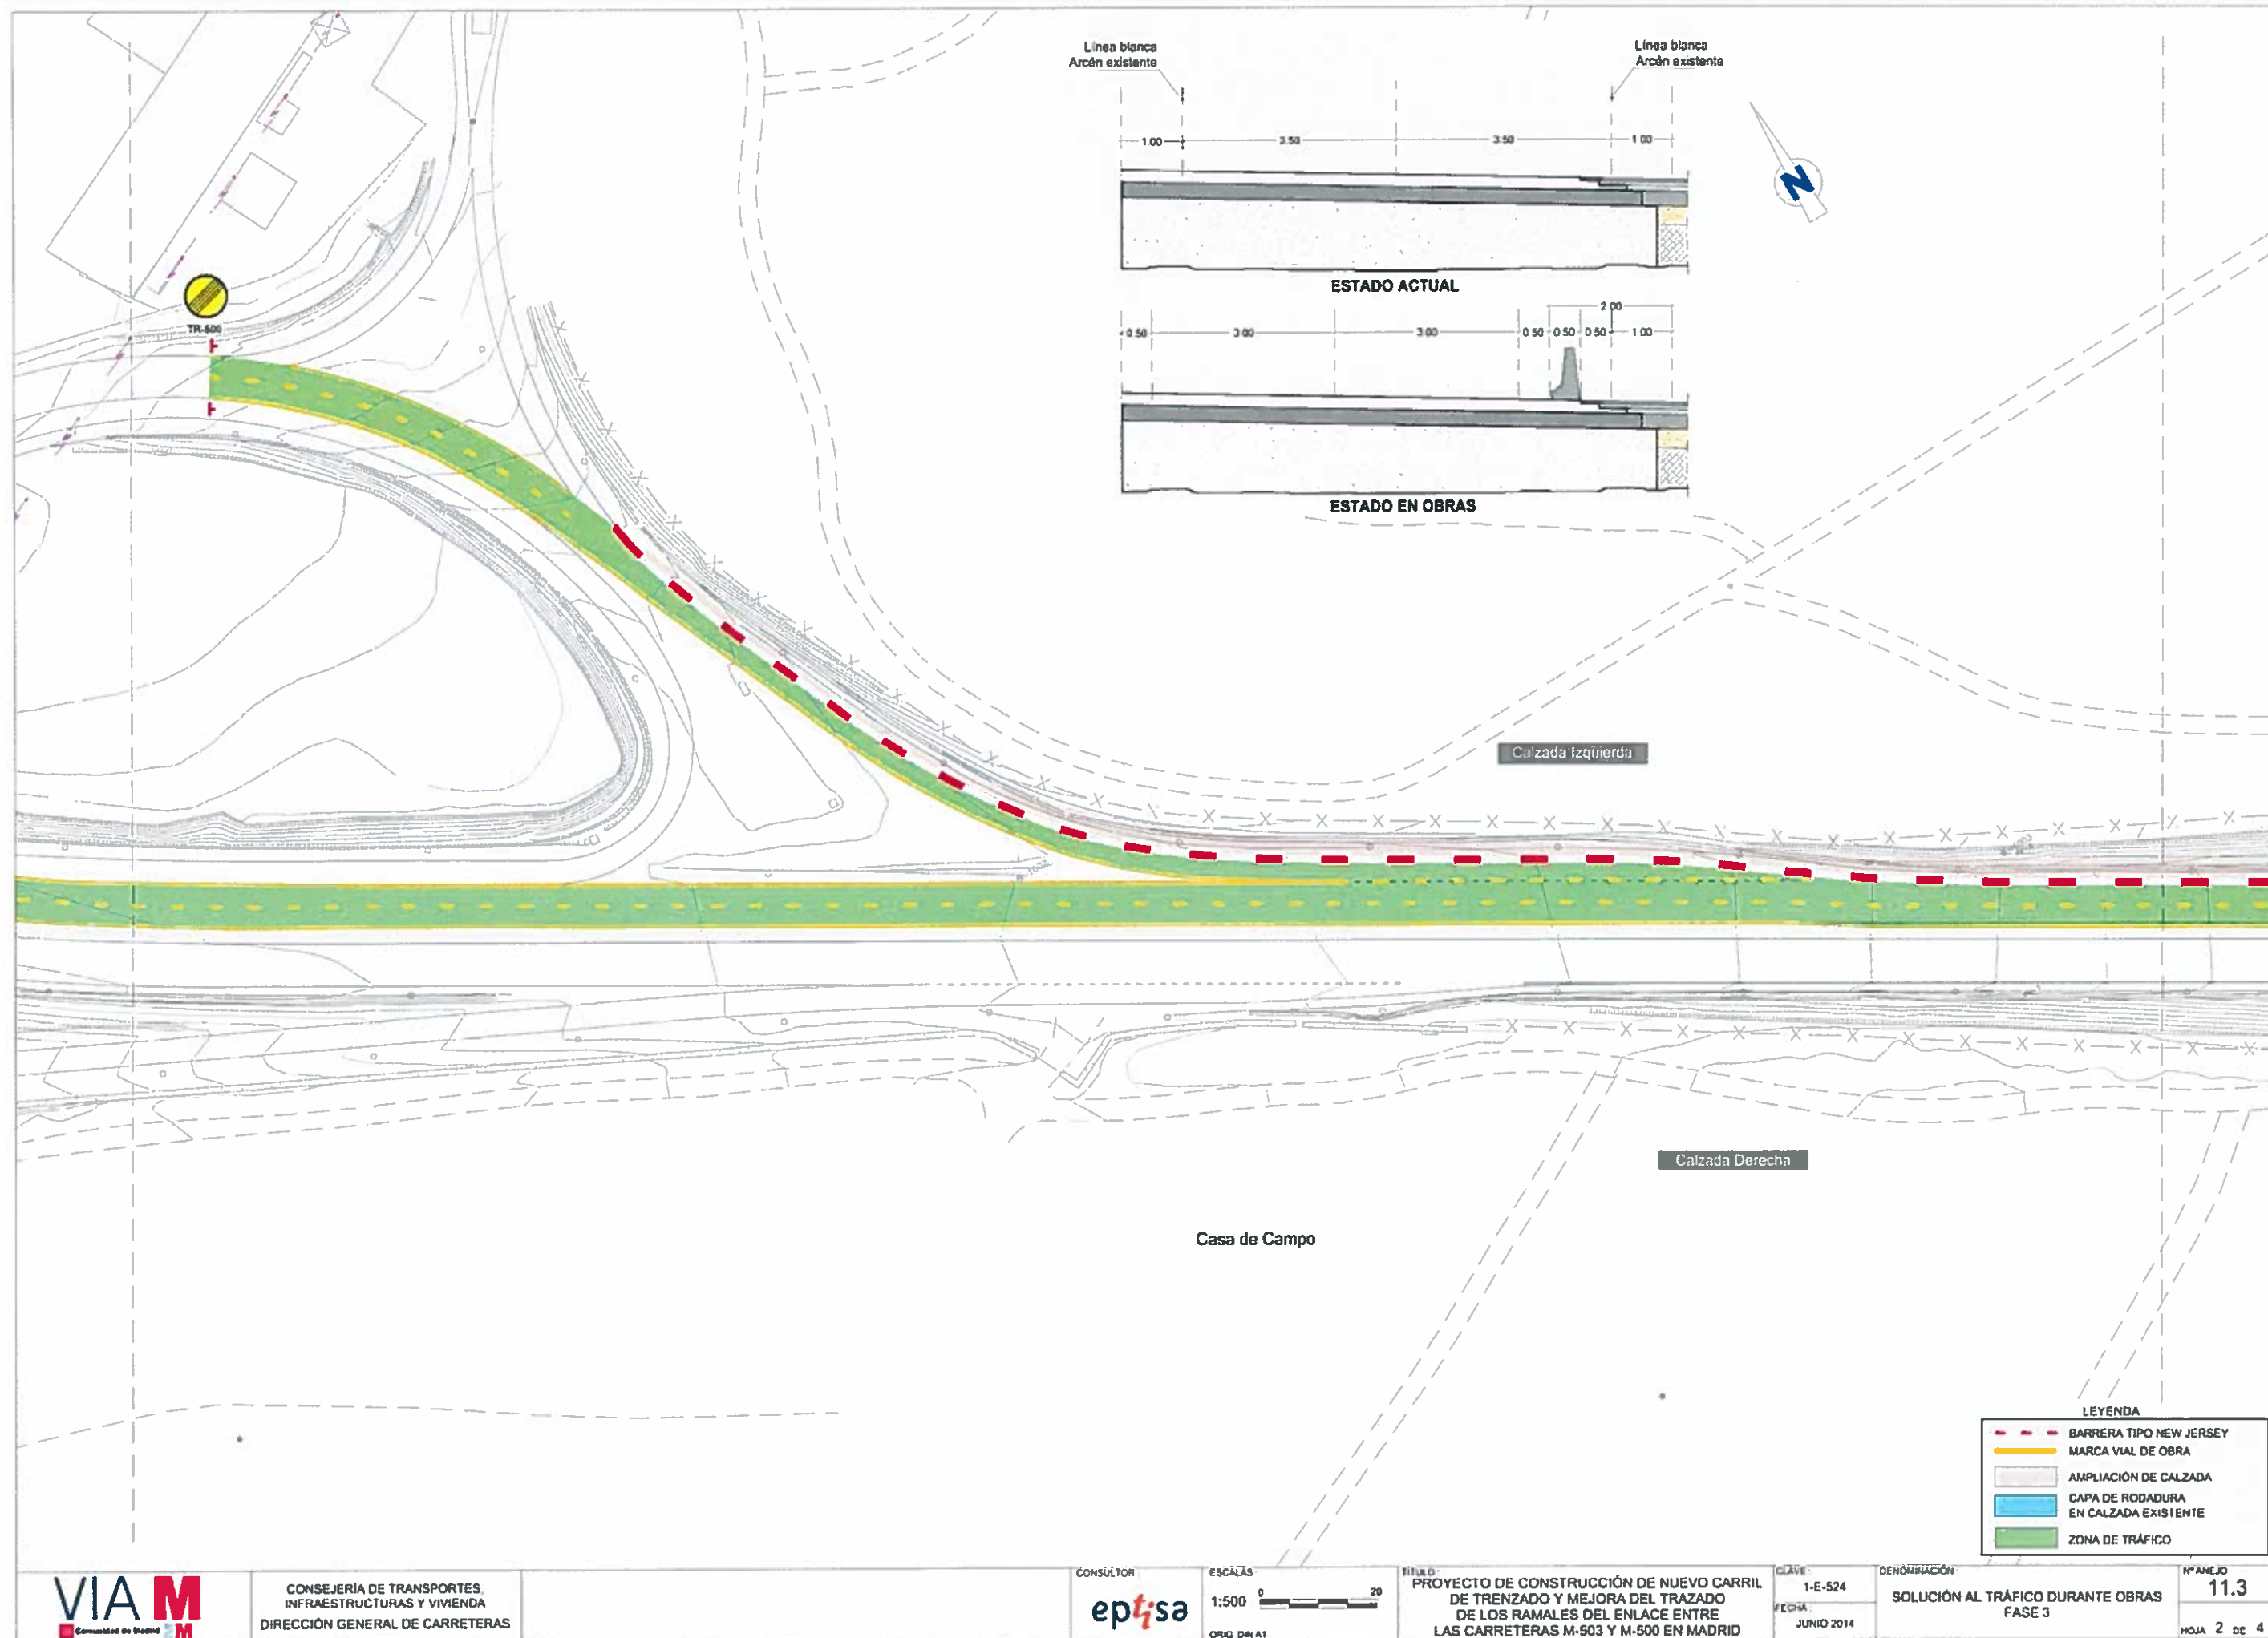 Línea blanca
Arcén existente
Línea blanca
Arcén existente
1.00
3.50
3.50
1.00
N
ESTADO ACTUAL
2.00
0.50
3.00
3.00
0.50
0.50
0.50
1.00
ESTADO EN OBRAS
TR-500
Calzada Izquierda
Calzada Derecha
Casa de Campo
LEYENDA
BARRERA TIPO NEW JERSEY
MARCA VIAL DE OBRA
AMPLIACIÓN DE CALZADA
CAPA DE RODADURA
EN CALZADA EXISTENTE
ZONA DE TRÁFICO
VIA M
Comunidad de Madrid
CONSEJERÍA DE TRANSPORTES,
INFRAESTRUCTURAS Y VIVIENDA
DIRECCIÓN GENERAL DE CARRETERAS
CONSULTOR
eptisa
ESCALAS
1:500
0
20
ORIG. DIN A1
TÍTULO:
PROYECTO DE CONSTRUCCIÓN DE NUEVO CARRIL
DE TRENZADO Y MEJORA DEL TRAZADO
DE LOS RAMALES DEL ENLACE ENTRE
LAS CARRETERAS M-503 Y M-500 EN MADRID
CLAVE:
1-E-524
FECHA:
JUNIO 2014
DENOMINACIÓN:
SOLUCIÓN AL TRÁFICO DURANTE OBRAS
FASE 3
Nº ANEJO
11.3
HOJA 2 DE 4